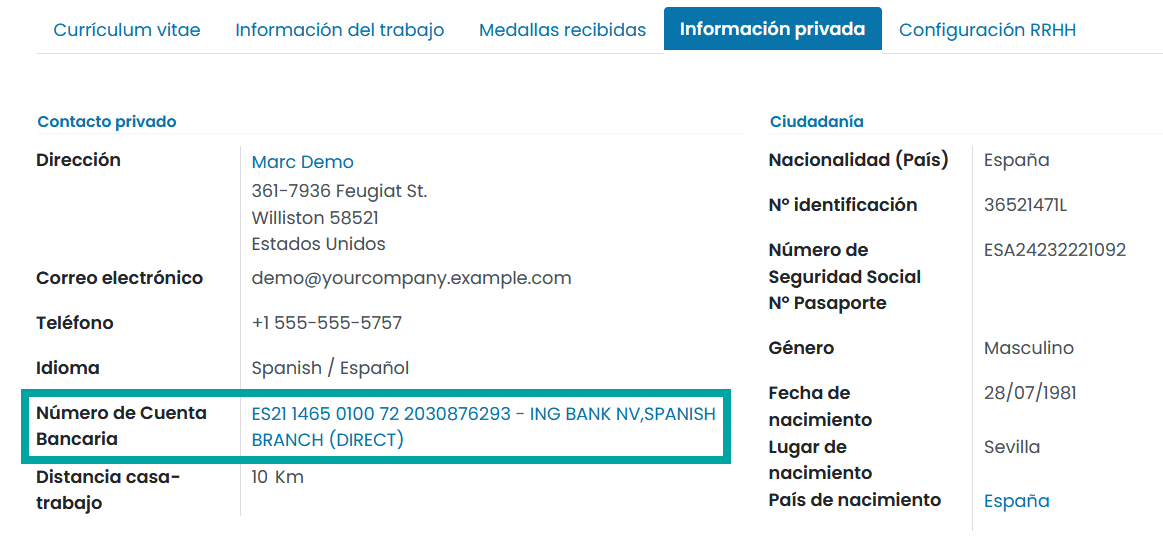 Currículum vitae Información del trabajo Medallas recibidas Información privada Configuración RRHH
Contacto privado
Dirección
Marc Demo
361-7936 Feugiat St.
Williston 58521
Estados Unidos
Correo electrónico demo@yourcompany.example.com
Teléfono +1 555-555-5757
Idioma Spanish / Español
Número de Cuenta
Bancaria
ES21 1465 0100 72 2030876293 - ING BANK NV,SPANISH
BRANCH (DIRECT)
Distancia casa-
trabajo
10 Km
Ciudadanía
Nacionalidad (País) España
Nº identificación 36521471L
Número de
Seguridad Social
ESA24232221092
Nº Pasaporte
Género Masculino
Fecha de
nacimiento
28/07/1981
Lugar de
nacimiento
Sevilla
País de nacimiento España